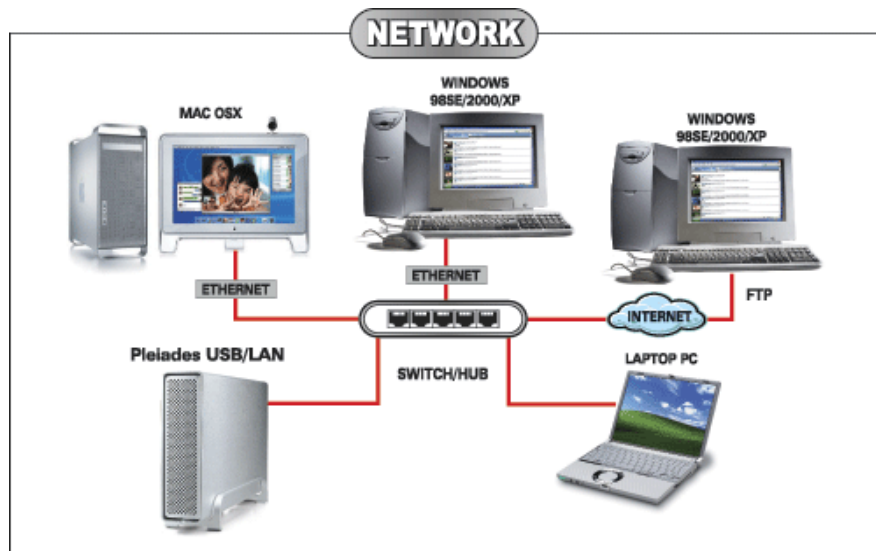 NETWORK
MAC OSX
WINDOWS
98SE/2000/XP
WINDOWS
98SE/2000/XP
ETHERNET
ETHERNET
FTP
INTERNET
Pleiades USB/LAN
SWITCH/HUB
LAPTOP PC